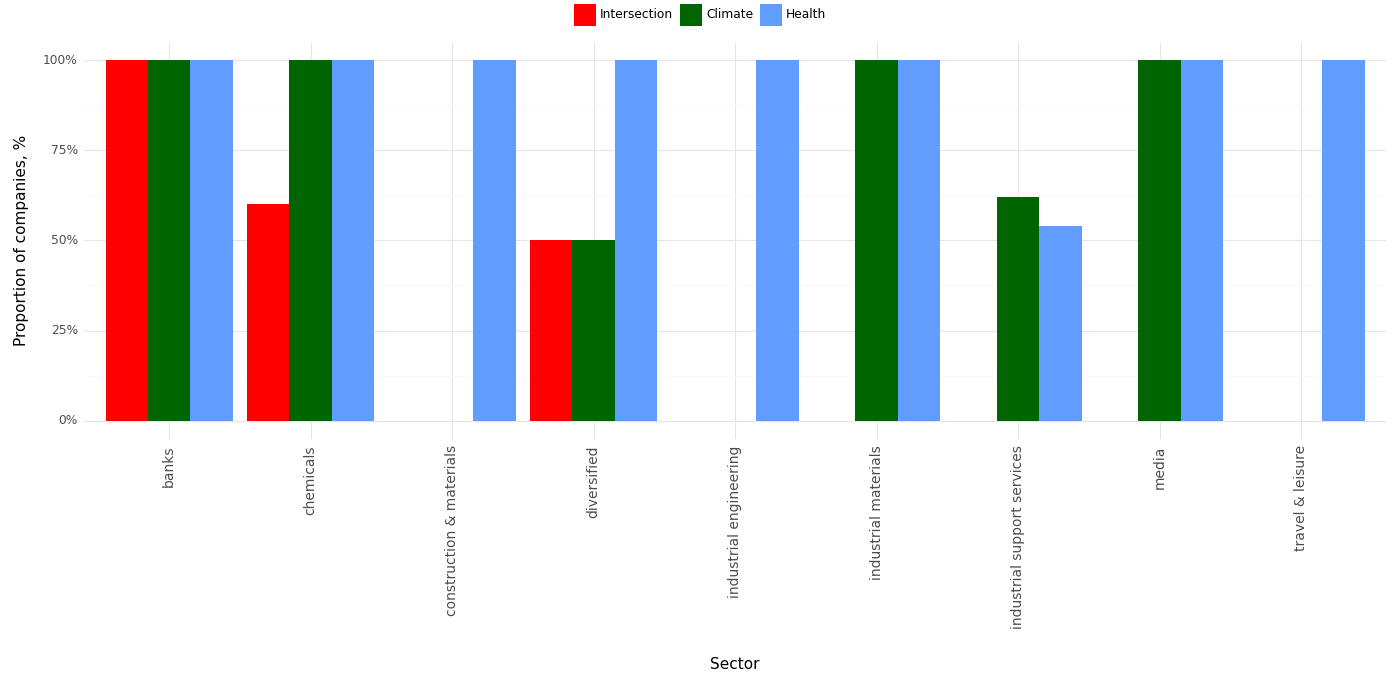 Intersection Climate Health
Proportion of companies, %
100%
75%
50%
25%
0%
banks
chemicals
construction & materials
diversified
industrial engineering
industrial materials
industrial support services
media
travel & leisure
Sector